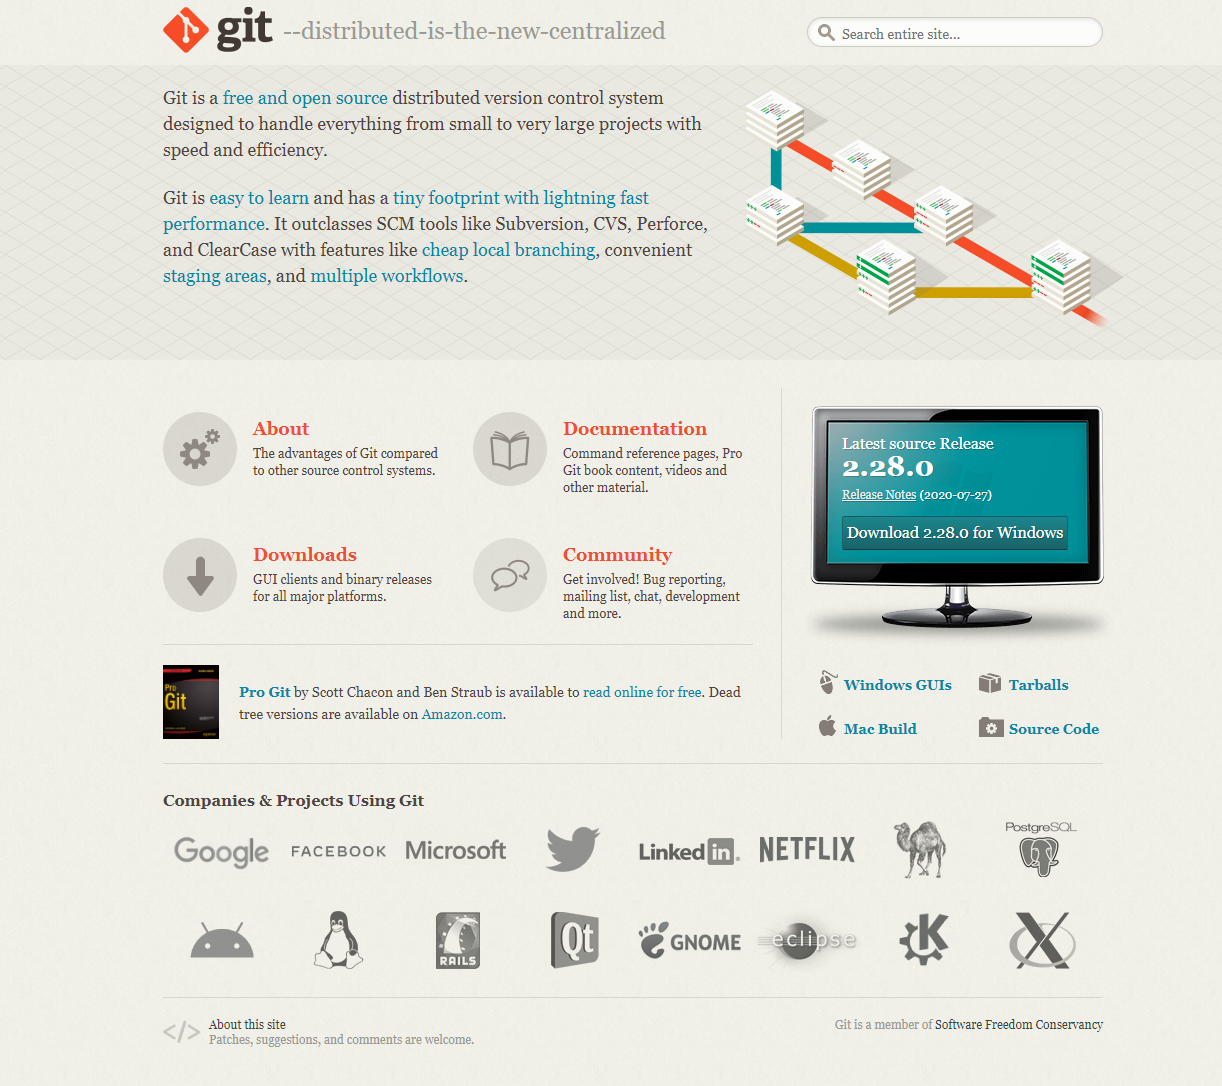 git --distributed-is-the-new-centralized
Search entire site...
Git is a free and open source distributed version control system
designed to handle everything from small to very large projects with
speed and efficiency.
Git is easy to learn and has a tiny footprint with lightning fast
performance. It outclasses SCM tools like Subversion, CVS, Perforce,
and ClearCase with features like cheap local branching, convenient
staging areas, and multiple workflows.
About
The advantages of Git compared
to other source control systems.
Documentation
Command reference pages, Pro
Git book content, videos and
other material.
Downloads
GUI clients and binary releases
for all major platforms.
Community
Get involved! Bug reporting,
mailing list, chat, development
and more.
Pro
Git
Pro Git by Scott Chacon and Ben Straub is available to read online for free. Dead
tree versions are available on Amazon.com.
Latest source Release
2.28.0
Release Notes (2020-07-27)
Download 2.28.0 for Windows
Windows GUIs
Tarballs
Mac Build
Source Code
Companies & Projects Using Git
Google FACEBOOK Microsoft Linked in NETFLIX PostgreSQL
RAILS Qt GNOME eclipse K X
</> About this site
Patches, suggestions, and comments are welcome.
Git is a member of Software Freedom Conservancy